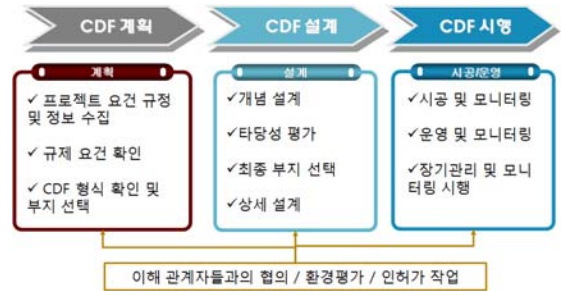 CDF 계획
CDF 설계
CDF 시행
계획
✓ 프로젝트 요건 규정
및 정보 수집
✓ 규제 요건 확인
✓ CDF 형식 확인 및
부지 선택
설계
✓개념 설계
✓타당성 평가
✓최종 부지 선택
✓상세 설계
시공/운영
✓시공 및 모니터링
✓운영 및 모니터링
✓장기관리 및 모니
터링 시행
이해 관계자들과의 협의 / 환경평가 / 인허가 작업